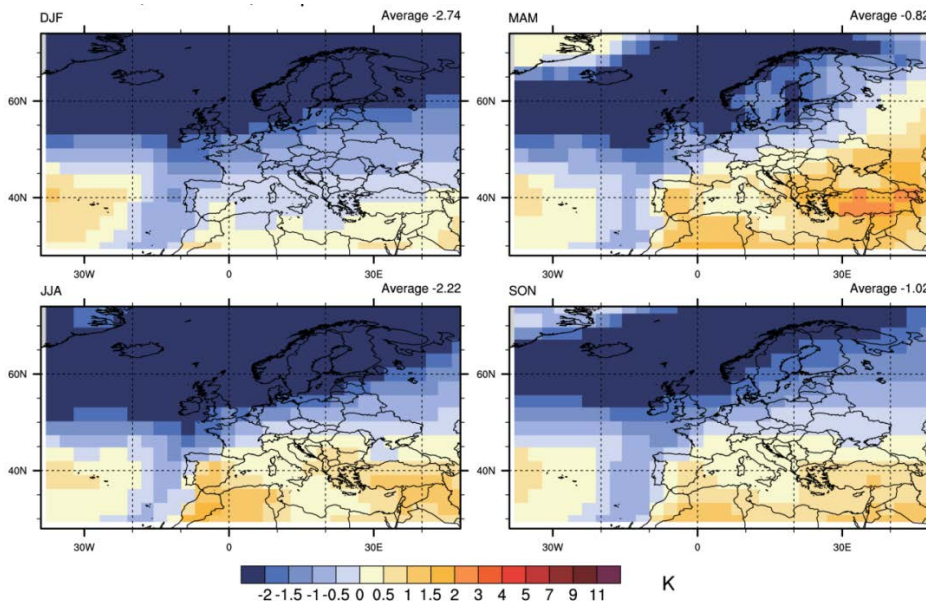 DJF Average -2.74 MAM Average -0.82
60N 60N
40N 40N
30W 0 30E 30W 0 30E
JJA Average -2.22 SON Average -1.02
60N 60N
40N 40N
30W 0 30E 30W 0 30E
-2 -1.5 -1 -0.5 0 0.5 1 1.5 2 3 4 5 7 9 11 K